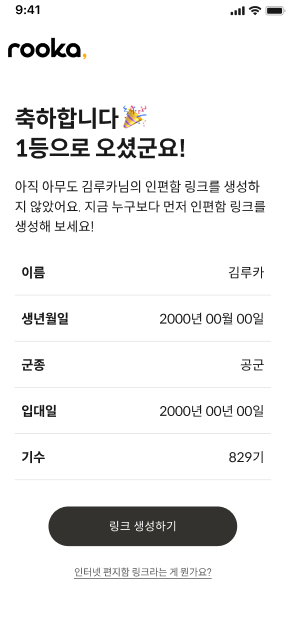 9:41
rooka,
축하합니다🎉
1등으로 오셨군요!
아직 아무도 김루카님의 인편함 링크를 생성하
지 않았어요. 지금 누구보다 먼저 인편함 링크를
생성해 보세요!
이름 김루카
생년월일 2000년 00월 00일
군종 공군
입대일 2000년 00년 00일
기수 829기
링크 생성하기
인터넷 편지함 링크라는 게 뭔가요?